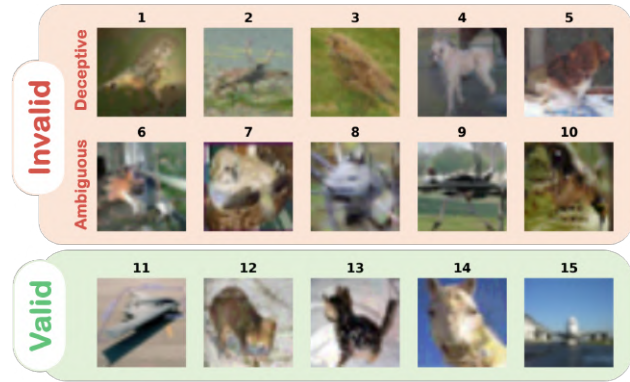 Invalid
Deceptive
1 2 3 4 5
Ambiguous
6 7 8 9 10
Valid
11 12 13 14 15